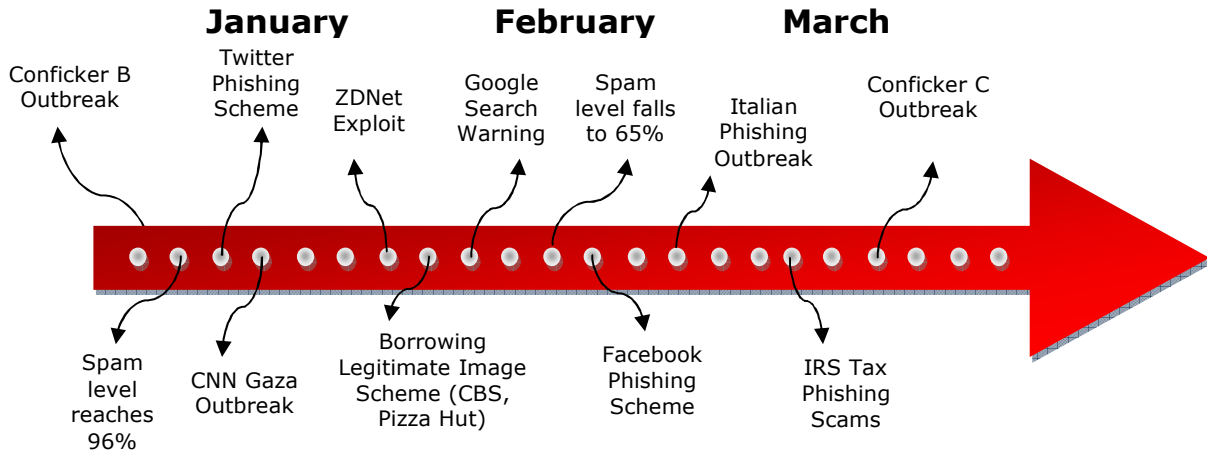 January
February
March
Conficker B
Outbreak
Twitter
Phishing
Scheme
ZDNet
Exploit
Google
Search
Warning
Spam
level falls
to 65%
Italian
Phishing
Outbreak
Conficker C
Outbreak
Spam
level
reaches
96%
CNN Gaza
Outbreak
Borrowing
Legitimate Image
Scheme (CBS,
Pizza Hut)
Facebook
Phishing
Scheme
IRS Tax
Phishing
Scams